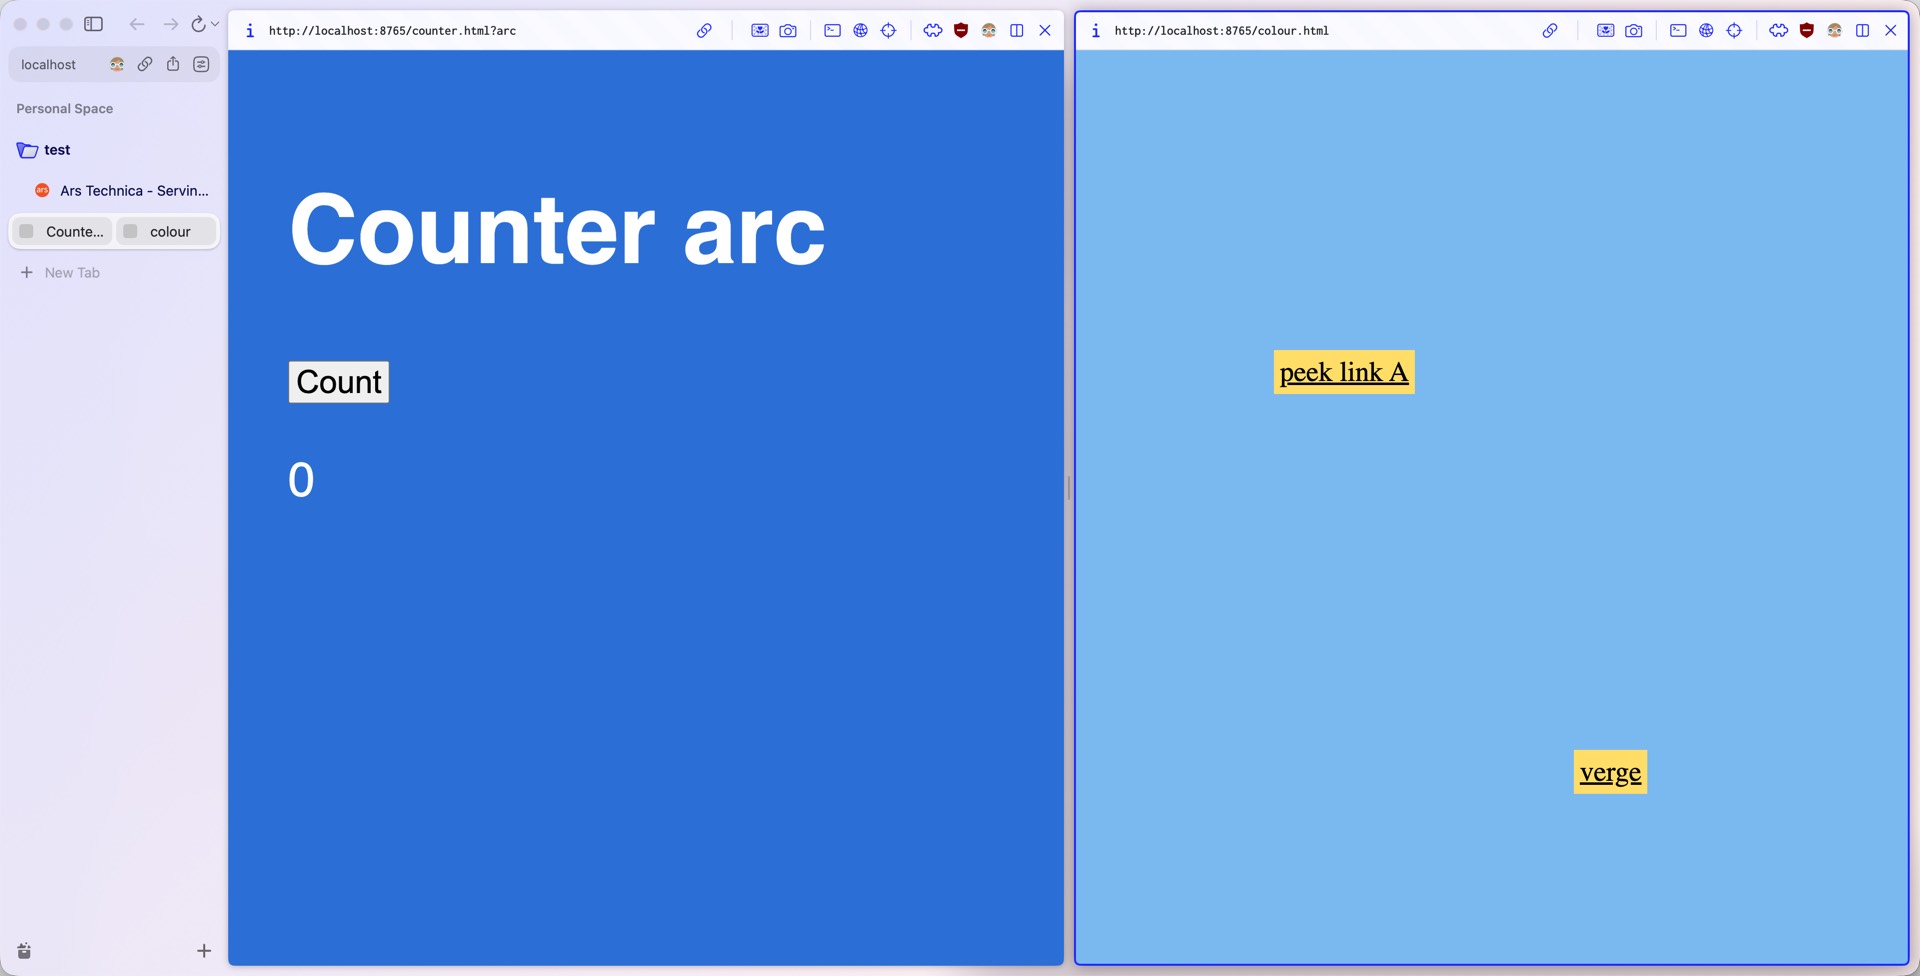 localhost
Personal Space
test
Ars Technica - Servin...
Counte...
colour
New Tab
http://localhost:8765/counter.html?arc
Counter arc
Count
0
http://localhost:8765/colour.html
peek link A
verge